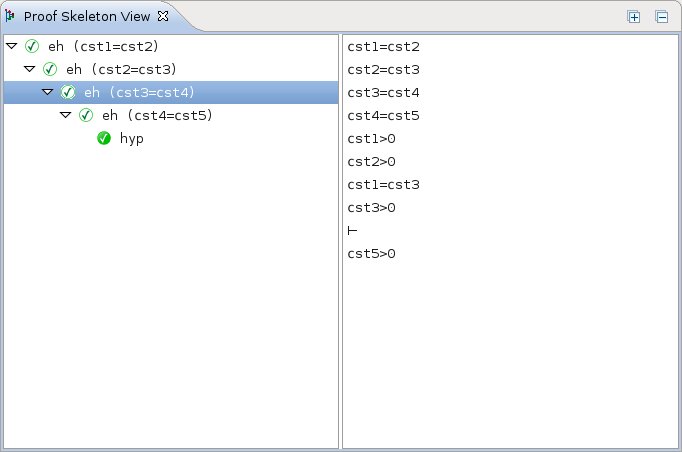 Proof Skeleton View
eh (cst1=cst2)
eh (cst2=cst3)
eh (cst3=cst4)
eh (cst4=cst5)
hyp
cst1=cst2
cst2=cst3
cst3=cst4
cst4=cst5
cst1>0
cst2>0
cst1=cst3
cst3>0
⊢
cst5>0